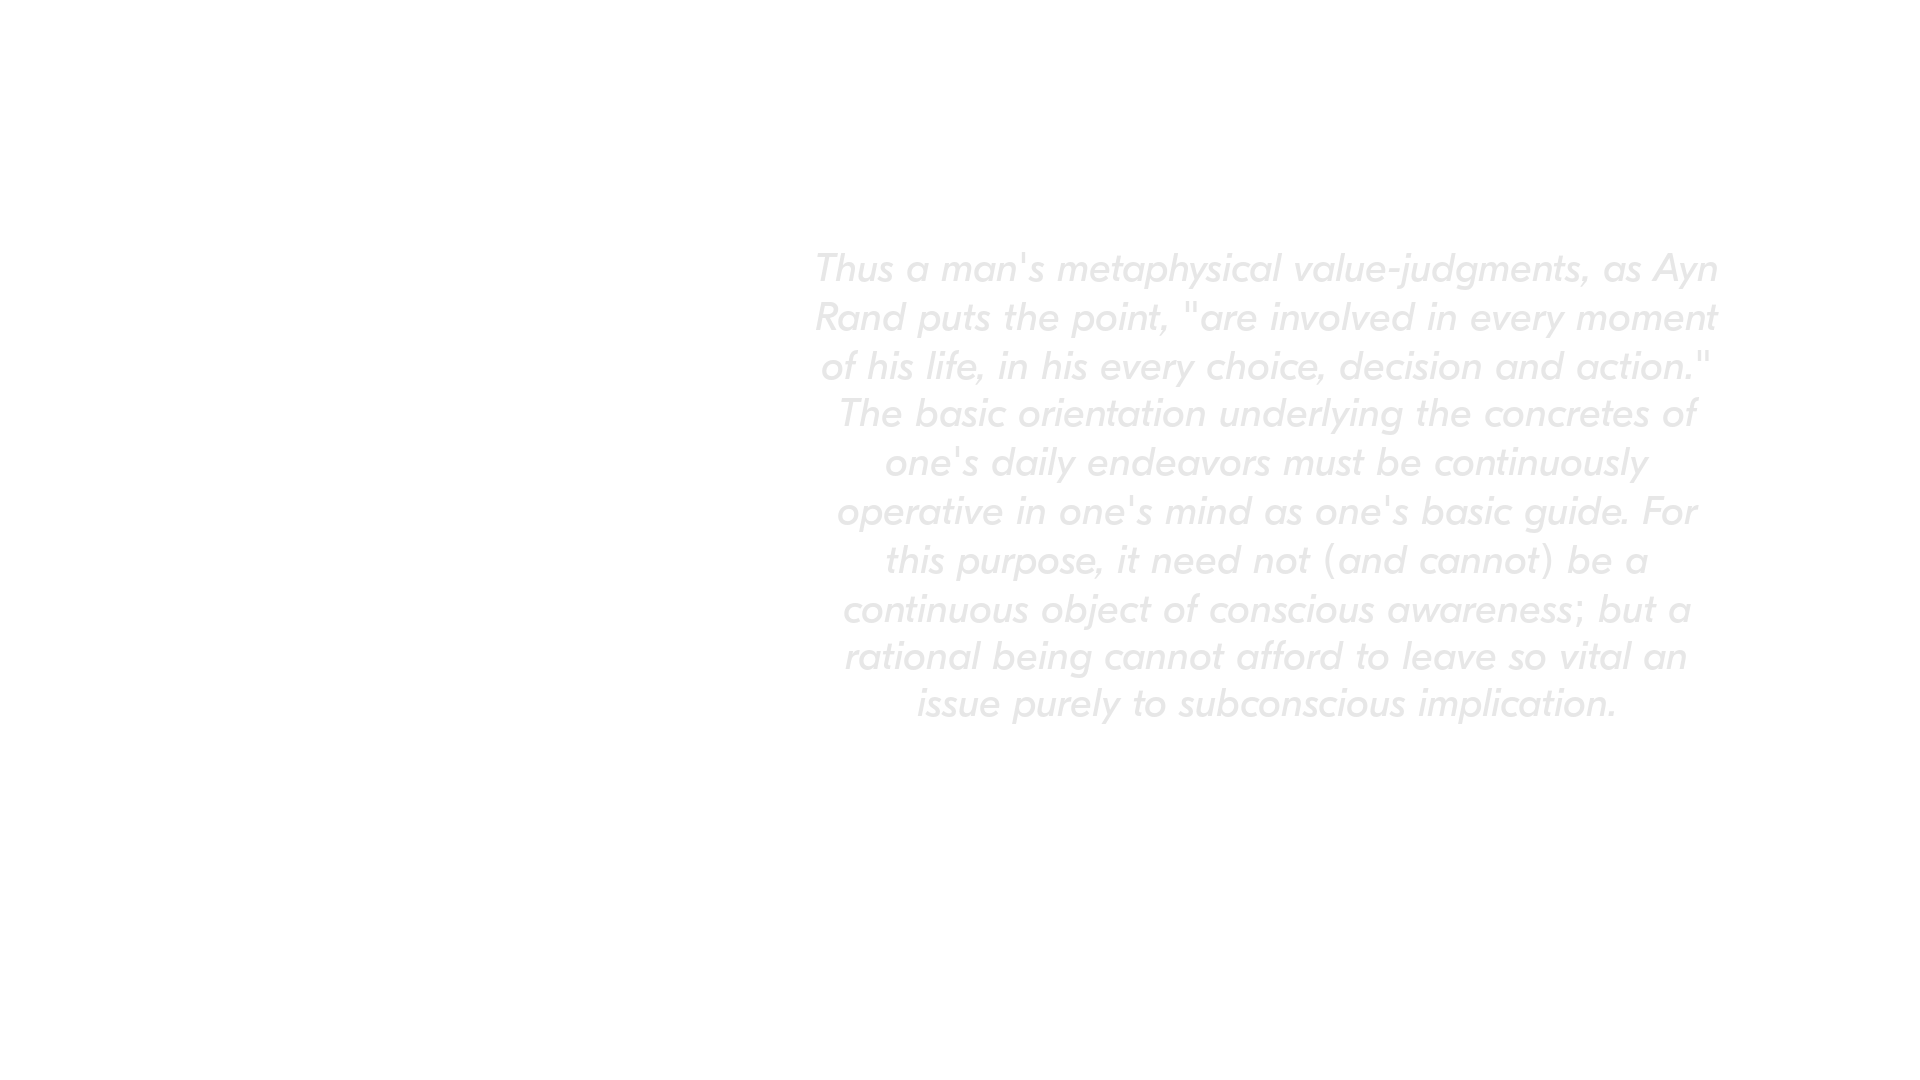 Thus a man's metaphysical value-judgments, as Ayn
Rand puts the point, "are involved in every moment
of his life, in his every choice, decision and action."
The basic orientation underlying the concretes of
one's daily endeavors must be continuously
operative in one's mind as one's basic guide. For
this purpose, it need not (and cannot) be a
continuous object of conscious awareness; but a
rational being cannot afford to leave so vital an
issue purely to subconscious implication.